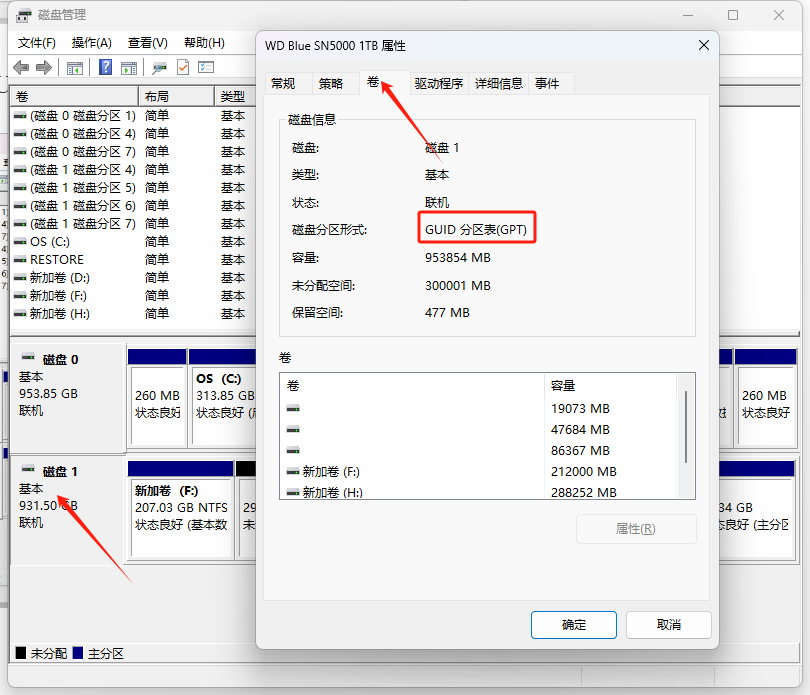 磁盘管理
文件(F) 操作(A) 查看(V) 帮助(H)
卷 布局 类型
(磁盘 0 磁盘分区 1) 简单 基本
(磁盘 0 磁盘分区 4) 简单 基本
(磁盘 0 磁盘分区 7) 简单 基本
(磁盘 1 磁盘分区 4) 简单 基本
(磁盘 1 磁盘分区 5) 简单 基本
(磁盘 1 磁盘分区 6) 简单 基本
(磁盘 1 磁盘分区 7) 简单 基本
OS (C:) 简单 基本
RESTORE 简单 基本
新加卷 (D:) 简单 基本
新加卷 (F:) 简单 基本
新加卷 (H:) 简单 基本
磁盘 0
基本
953.85 GB
联机
260 MB
状态良好
OS (C:)
313.85 GB
状态良好
260 MB
状态良好
磁盘 1
基本
931.50 GB
联机
新加卷 (F:)
207.03 GB NTFS
状态良好 (基本数
29
未
34 GB
良好 (主分区
未分配 主分区
WD Blue SN5000 1TB 属性
常规 策略 卷 驱动程序 详细信息 事件
磁盘信息
磁盘: 磁盘 1
类型: 基本
状态: 联机
磁盘分区形式: GUID 分区表(GPT)
容量: 953854 MB
未分配空间: 300001 MB
保留空间: 477 MB
卷
卷 容量
19073 MB
47684 MB
86367 MB
新加卷 (F:) 212000 MB
新加卷 (H:) 288252 MB
属性(R)
确定 取消